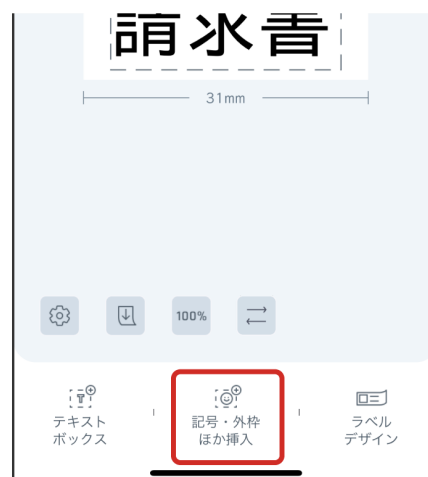 請求書
31mm
100%
テキスト
ボックス
記号・外枠
ほか挿入
ラベル
デザイン